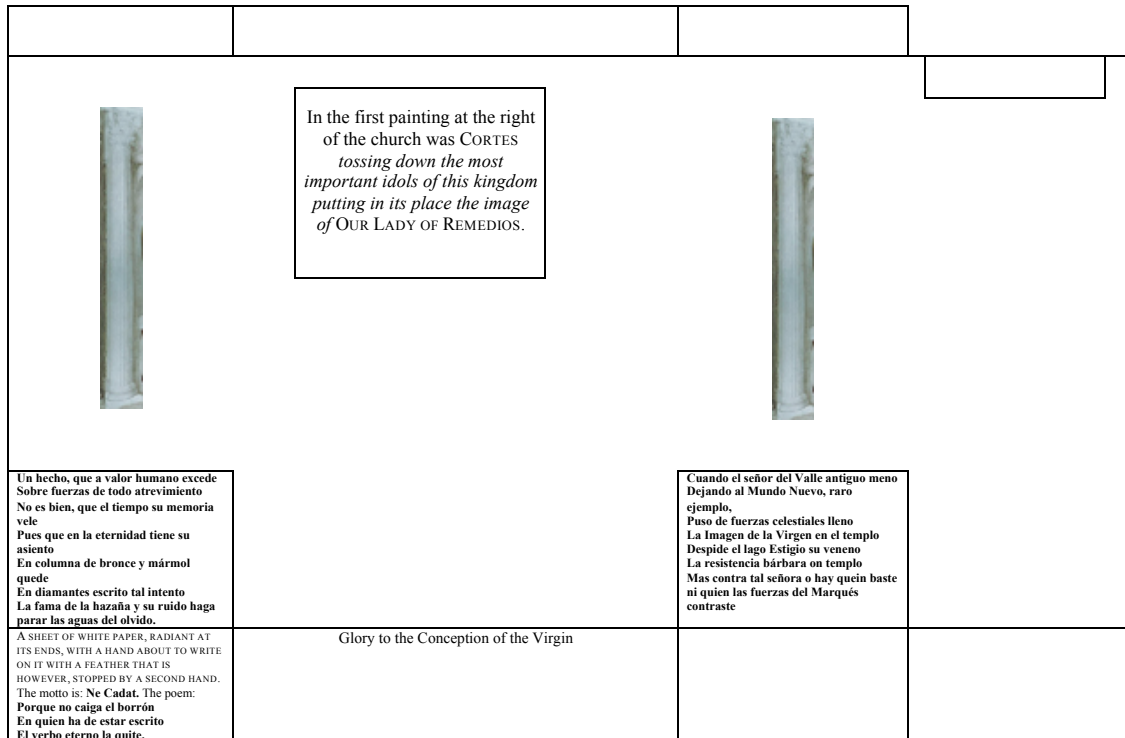 In the first painting at the right
of the church was CORTES
tossing down the most
important idols of this kingdom
putting in its place the image
of OUR LADY OF REMEDIOS.
Un hecho, que a valor humano excede
Sobre fuerzas de todo atrevimiento
No es bien, que el tiempo su memoria
vele
Pues que en la eternidad tiene su
asiento
En columna de bronce y mármol
quede
En diamantes escrito tal intento
La fama de la hazaña y su ruido haga
parar las aguas del olvido.
Cuando el señor del Valle antiguo meno
Dejando al Mundo Nuevo, raro
ejemplo,
Puso de fuerzas celestiales lleno
La Imagen de la Virgen en el templo
Despide el lago Estigio su veneno
La resistencia bárbara on templo
Mas contra tal señora o hay quein baste
ni quien las fuerzas del Marqués
contraste
A SHEET OF WHITE PAPER, RADIANT AT
ITS ENDS, WITH A HAND ABOUT TO WRITE
ON IT WITH A FEATHER THAT IS
HOWEVER, STOPPED BY A SECOND HAND.
The motto is: Ne Cadat. The poem:
Porque no caiga el borrón
En quien ha de estar escrito
El verbo eterno la quite.
Glory to the Conception of the Virgin